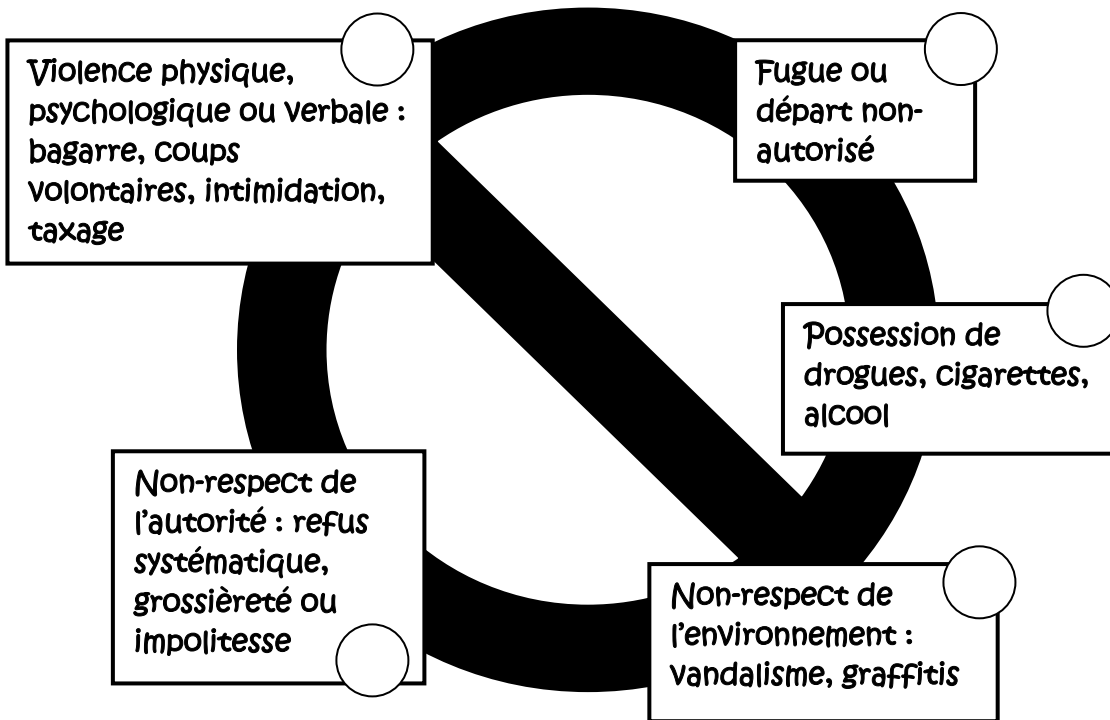 Violence physique,
psychologique ou verbale :
bagarre, coups
volontaires, intimidation,
taxage
Fugue ou
départ non-
autorisé
Possession de
drogues, cigarettes,
alcool
Non-respect de
l'autorité : refus
systématique,
grossièreté ou
impolitesse
Non-respect de
l'environnement :
vandalisme, graffitis